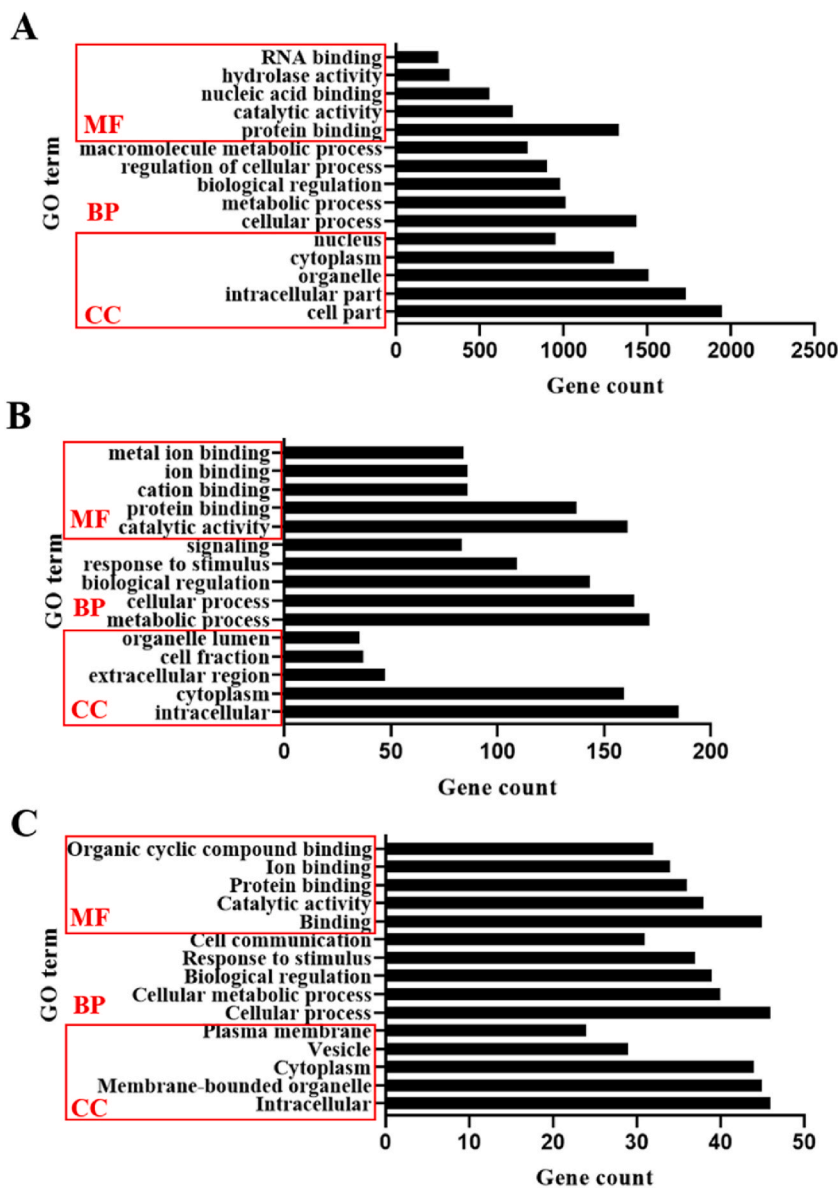 A
RNA binding
hydrolase activity
nucleic acid binding
catalytic activity
MF
protein binding
macromolecule metabolic process
regulation of cellular process
biological regulation
GO term
metabolic process
BP
cellular process
nucleus
cytoplasm
organelle
intracellular part
CC
cell part
0 500 1000 1500 2000 2500
Gene count
B
metal ion binding
ion binding
cation binding
protein binding
MF
catalytic activity
signaling
response to stimulus
biological regulation
GO term
cellular process
BP
metabolic process
organelle lumen
cell fraction
extracellular region
cytoplasm
CC
intracellular
0 50 100 150 200
Gene count
C
Organic cyclic compound binding
Ion binding
Protein binding
Catalytic activity
MF
Binding
Cell communication
Response to stimulus
Biological regulation
GO term
Cellular metabolic process
BP
Cellular process
Plasma membrane
Vesicle
Cytoplasm
Membrane-bounded organelle
CC
Intracellular
0 10 20 30 40 50
Gene count